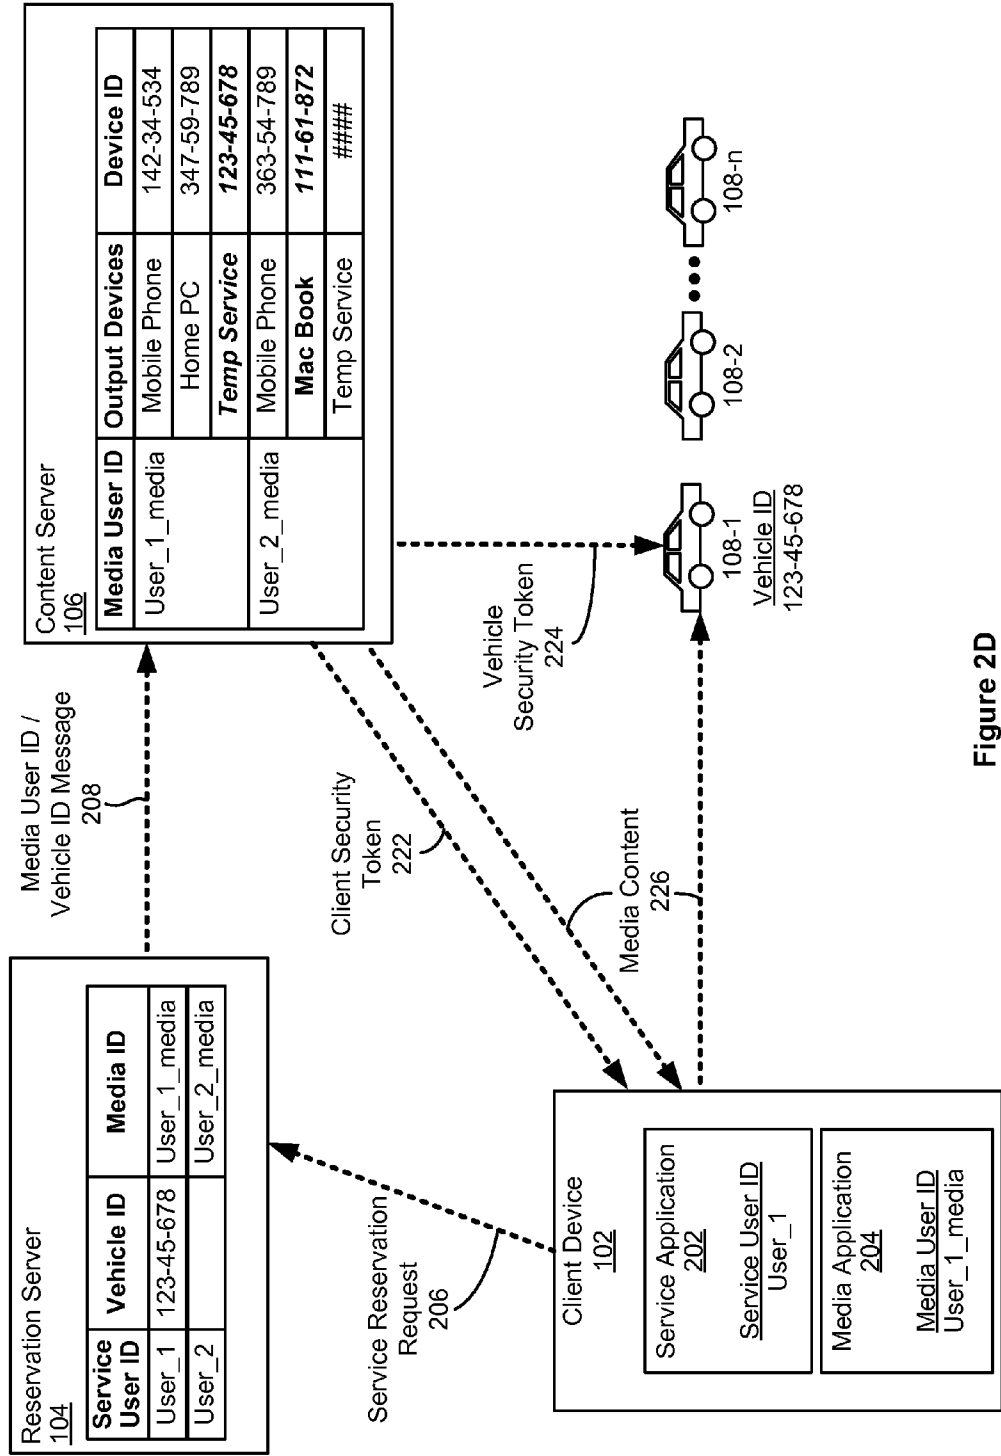 Reservation Server
104
Service User ID | Vehicle ID | Media ID
User_1 | 123-45-678 | User_1_media
User_2 | | User_2_media
Media User ID /
Vehicle ID Message
208
Content Server
106
Media User ID | Output Devices | Device ID
User_1_media | Mobile Phone | 142-34-534
Home PC | 347-59-789
Temp Service | 123-45-678
User_2_media | Mobile Phone | 363-54-789
Mac Book | 111-61-872
Temp Service | ####
Service Reservation
Request
206
Client Security
Token
222
Vehicle
Security Token
224
Media Content
226
Client Device
102
Service Application
202
Service User ID
User_1
Media Application
204
Media User ID
User_1_media
108-1
Vehicle ID
123-45-678
108-2
108-n
Figure 2D